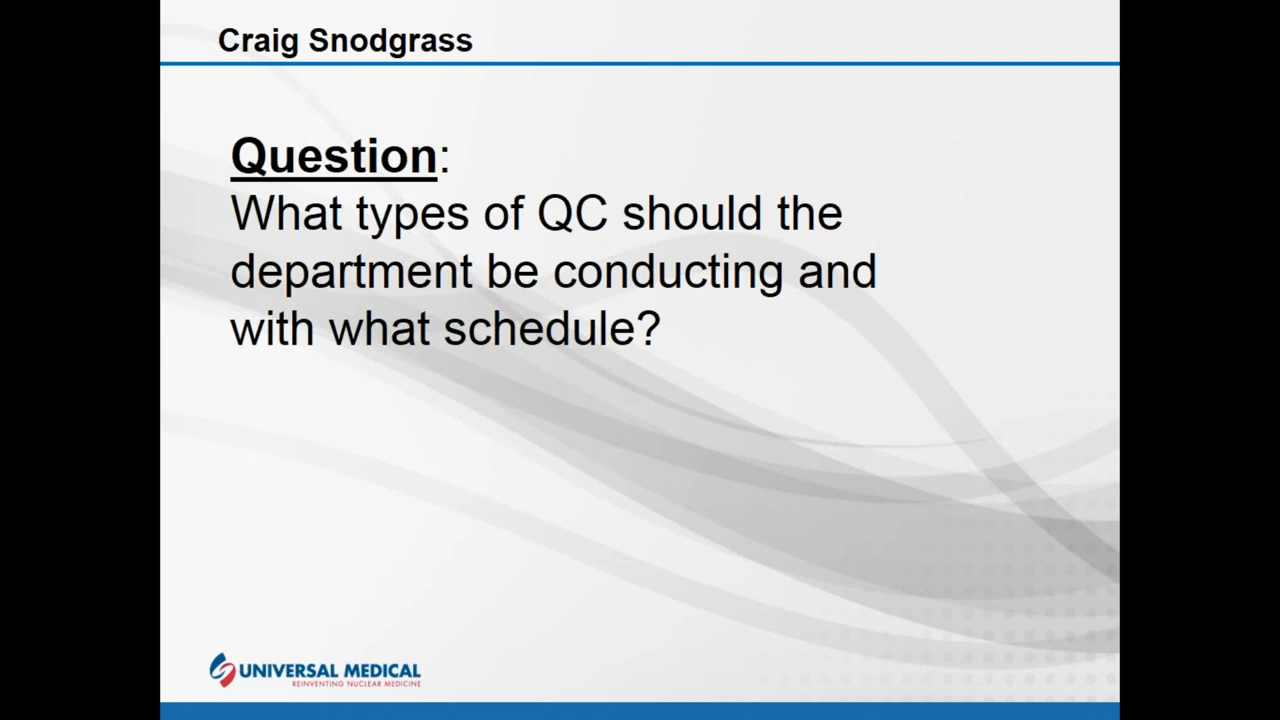 Craig Snodgrass
Question:
What types of QC should the
department be conducting and
with what schedule?
UNIVERSAL MEDICAL
REINVENTING NUCLEAR MEDICINE